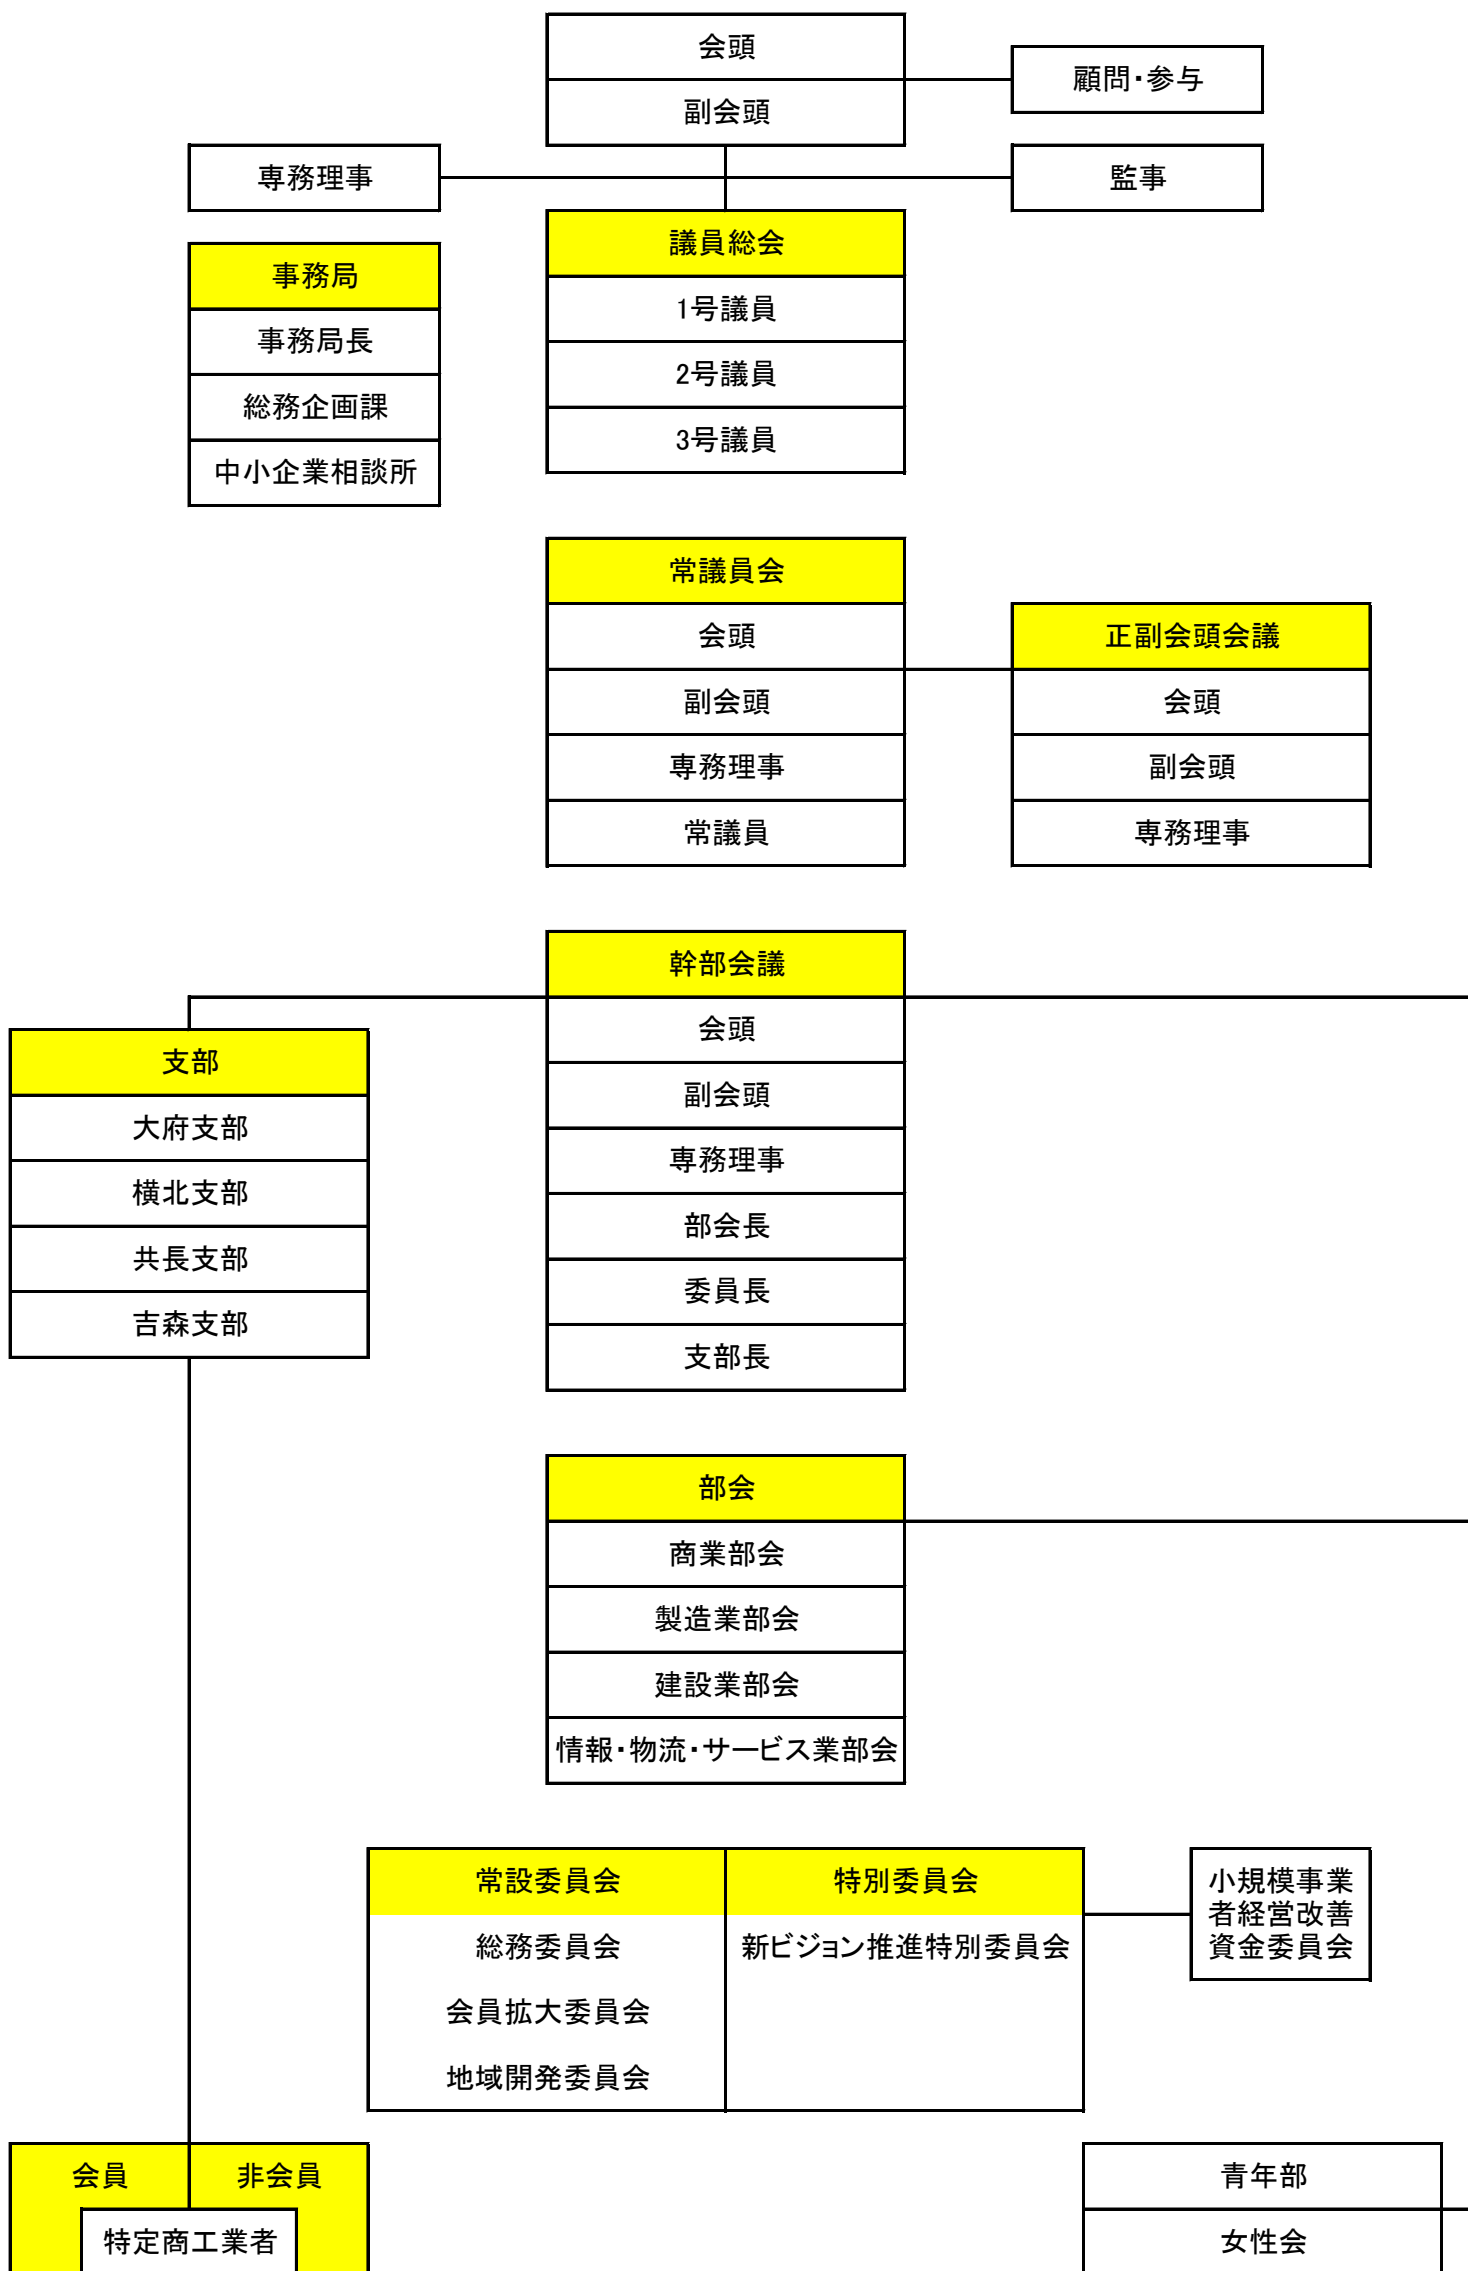 会頭
顧問・参与
副会頭
専務理事
監事
議員総会
事務局
1号議員
事務局長
2号議員
総務企画課
3号議員
中小企業相談所
常議員会
会頭
正副会頭会議
副会頭
会頭
専務理事
副会頭
常議員
専務理事
幹部会議
会頭
支部
副会頭
大府支部
専務理事
横北支部
部会長
共長支部
委員長
吉森支部
支部長
部会
商業部会
製造業部会
建設業部会
情報・物流・サービス業部会
常設委員会
特別委員会
小規模事業
者経営改善
資金委員会
総務委員会
新ビジョン推進特別委員会
会員拡大委員会
地域開発委員会
会員
非会員
青年部
特定商工業者
女性会